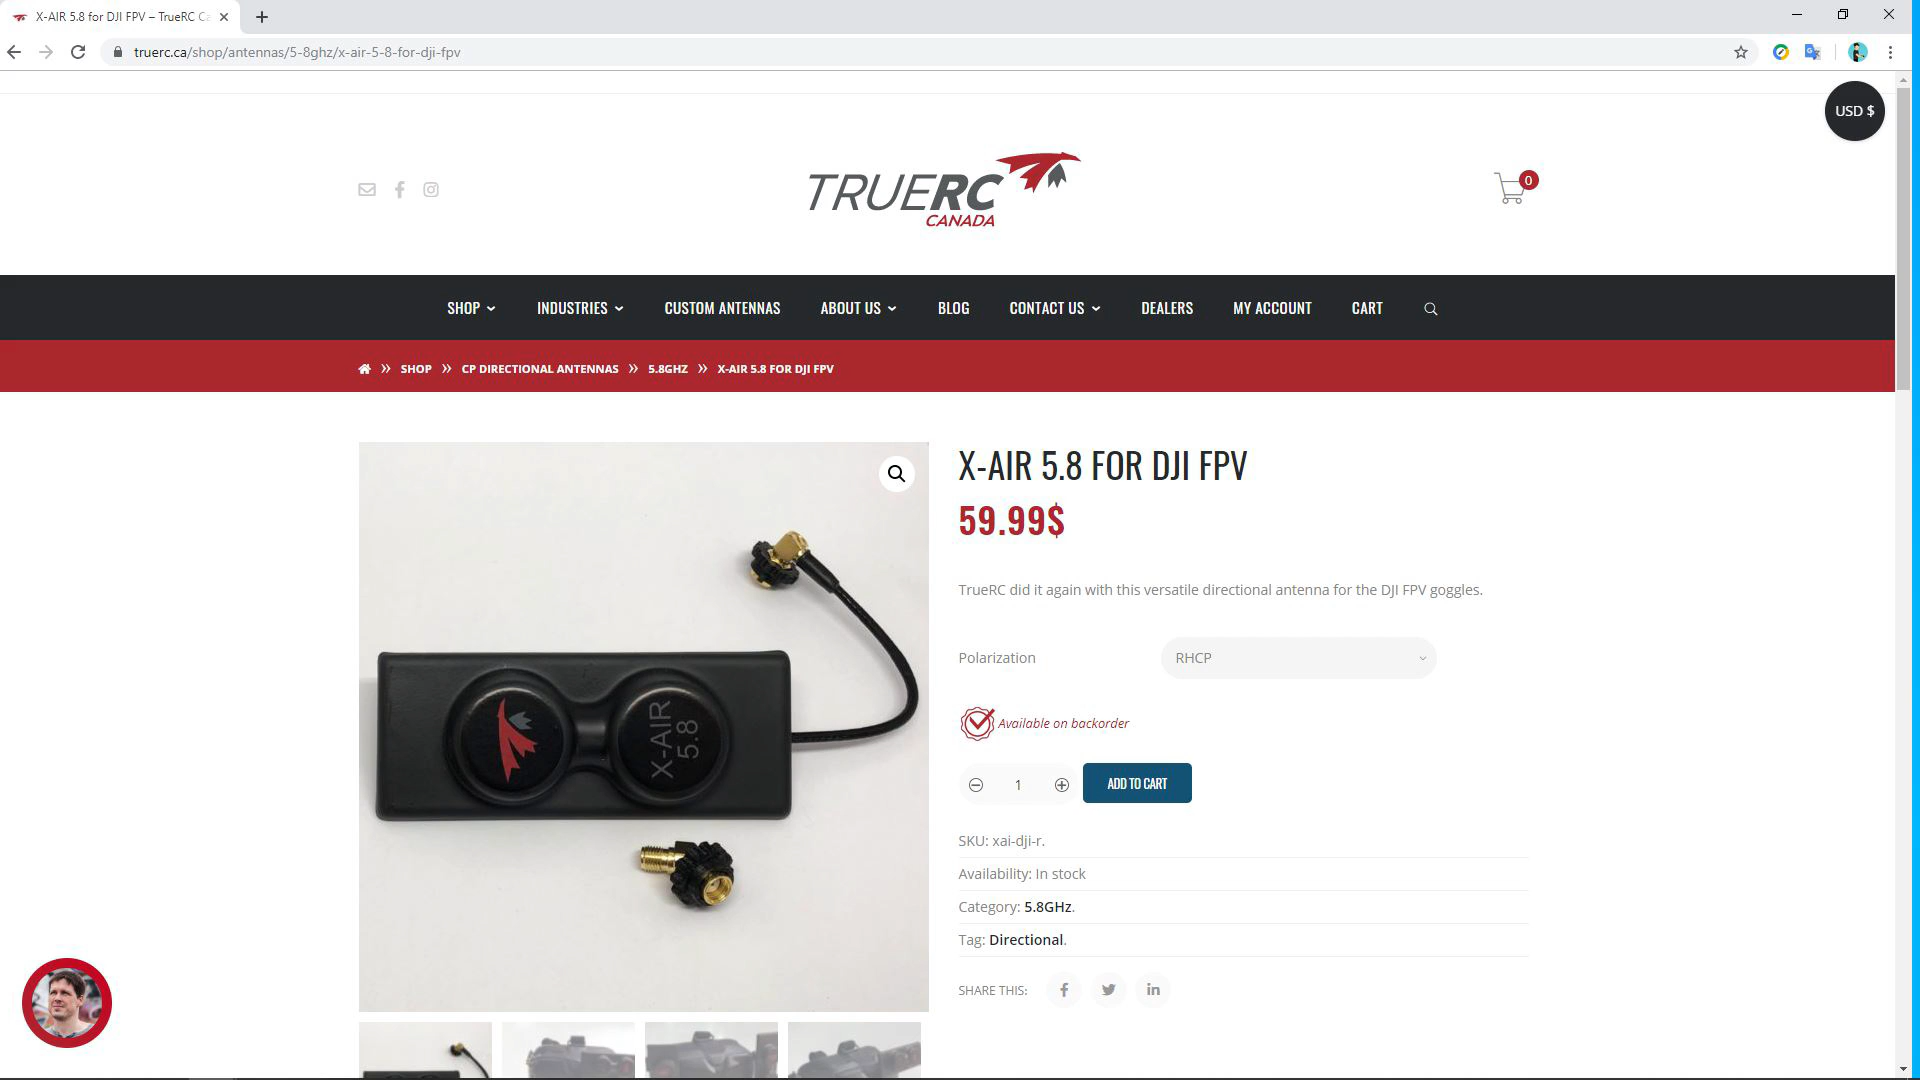 X-AIR 5.8 for DJI FPV – TrueRC Ca
truerc.ca/shop/antennas/5-8ghz/x-air-5-8-for-dji-fpv
USD $
TRUERC
CANADA
0
SHOP
INDUSTRIES
CUSTOM ANTENNAS
ABOUT US
BLOG
CONTACT US
DEALERS
MY ACCOUNT
CART
SHOP » CP DIRECTIONAL ANTENNAS » 5.8GHZ » X-AIR 5.8 FOR DJI FPV
X-AIR
5.8
X-AIR 5.8 FOR DJI FPV
59.99$
TrueRC did it again with this versatile directional antenna for the DJI FPV goggles.
Polarization
RHCP
Available on backorder
1
ADD TO CART
SKU: xai-dji-r.
Availability: In stock
Category: 5.8GHz.
Tag: Directional.
SHARE THIS: